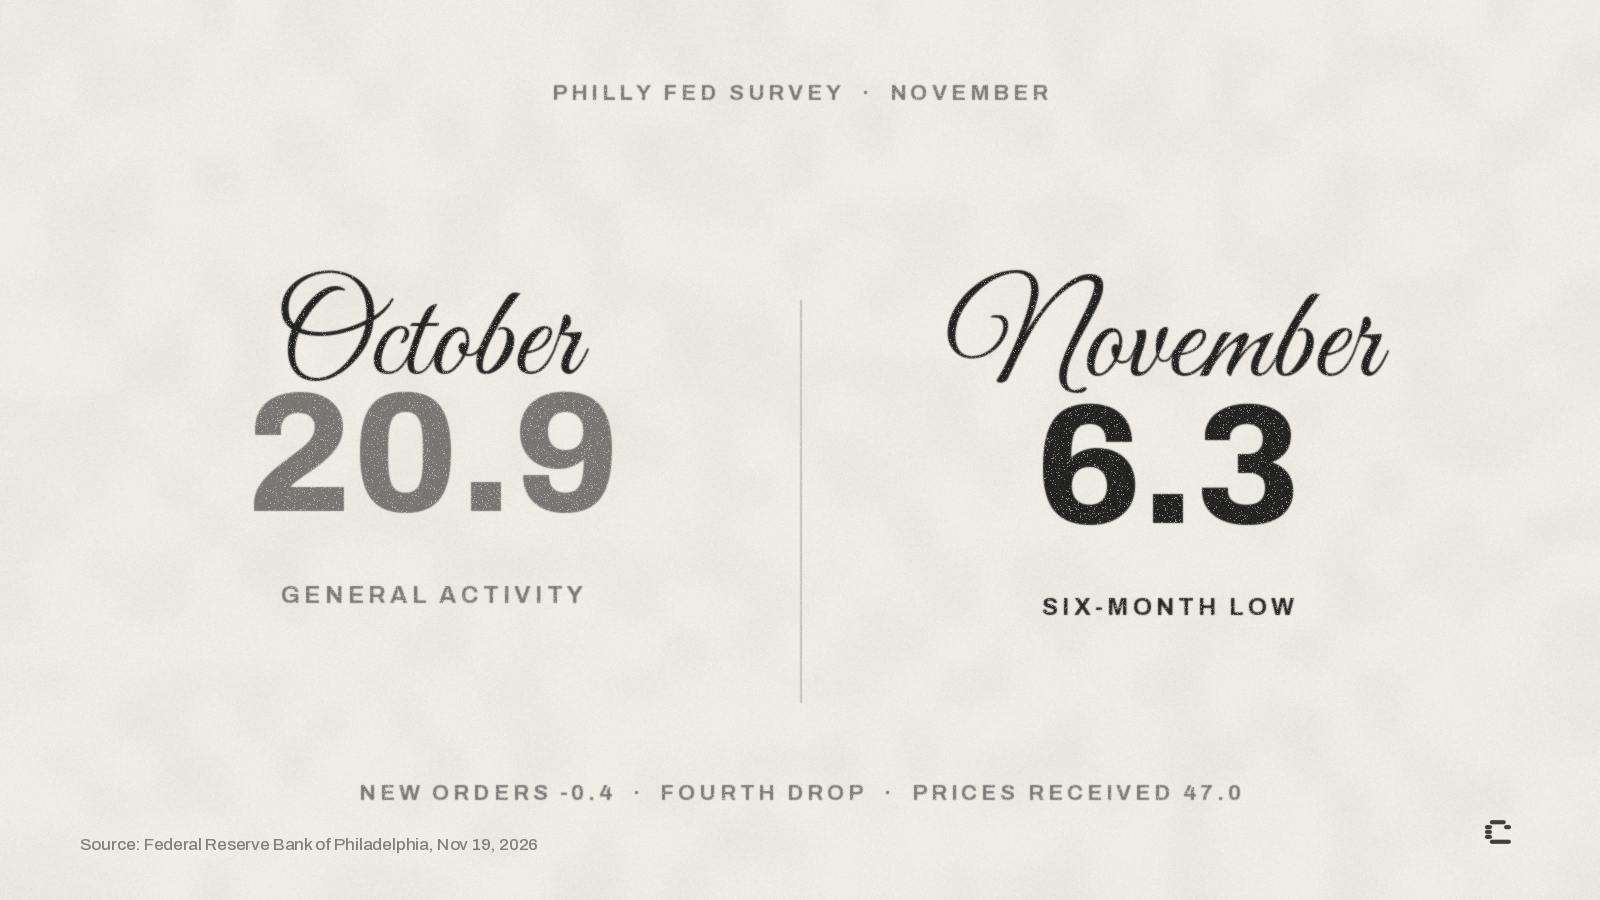 PHILLY FED SURVEY · NOVEMBER
October
20.9
GENERAL ACTIVITY
November
6.3
SIX-MONTH LOW
NEW ORDERS -0.4 · FOURTH DROP · PRICES RECEIVED 47.0
Source: Federal Reserve Bank of Philadelphia, Nov 19, 2026